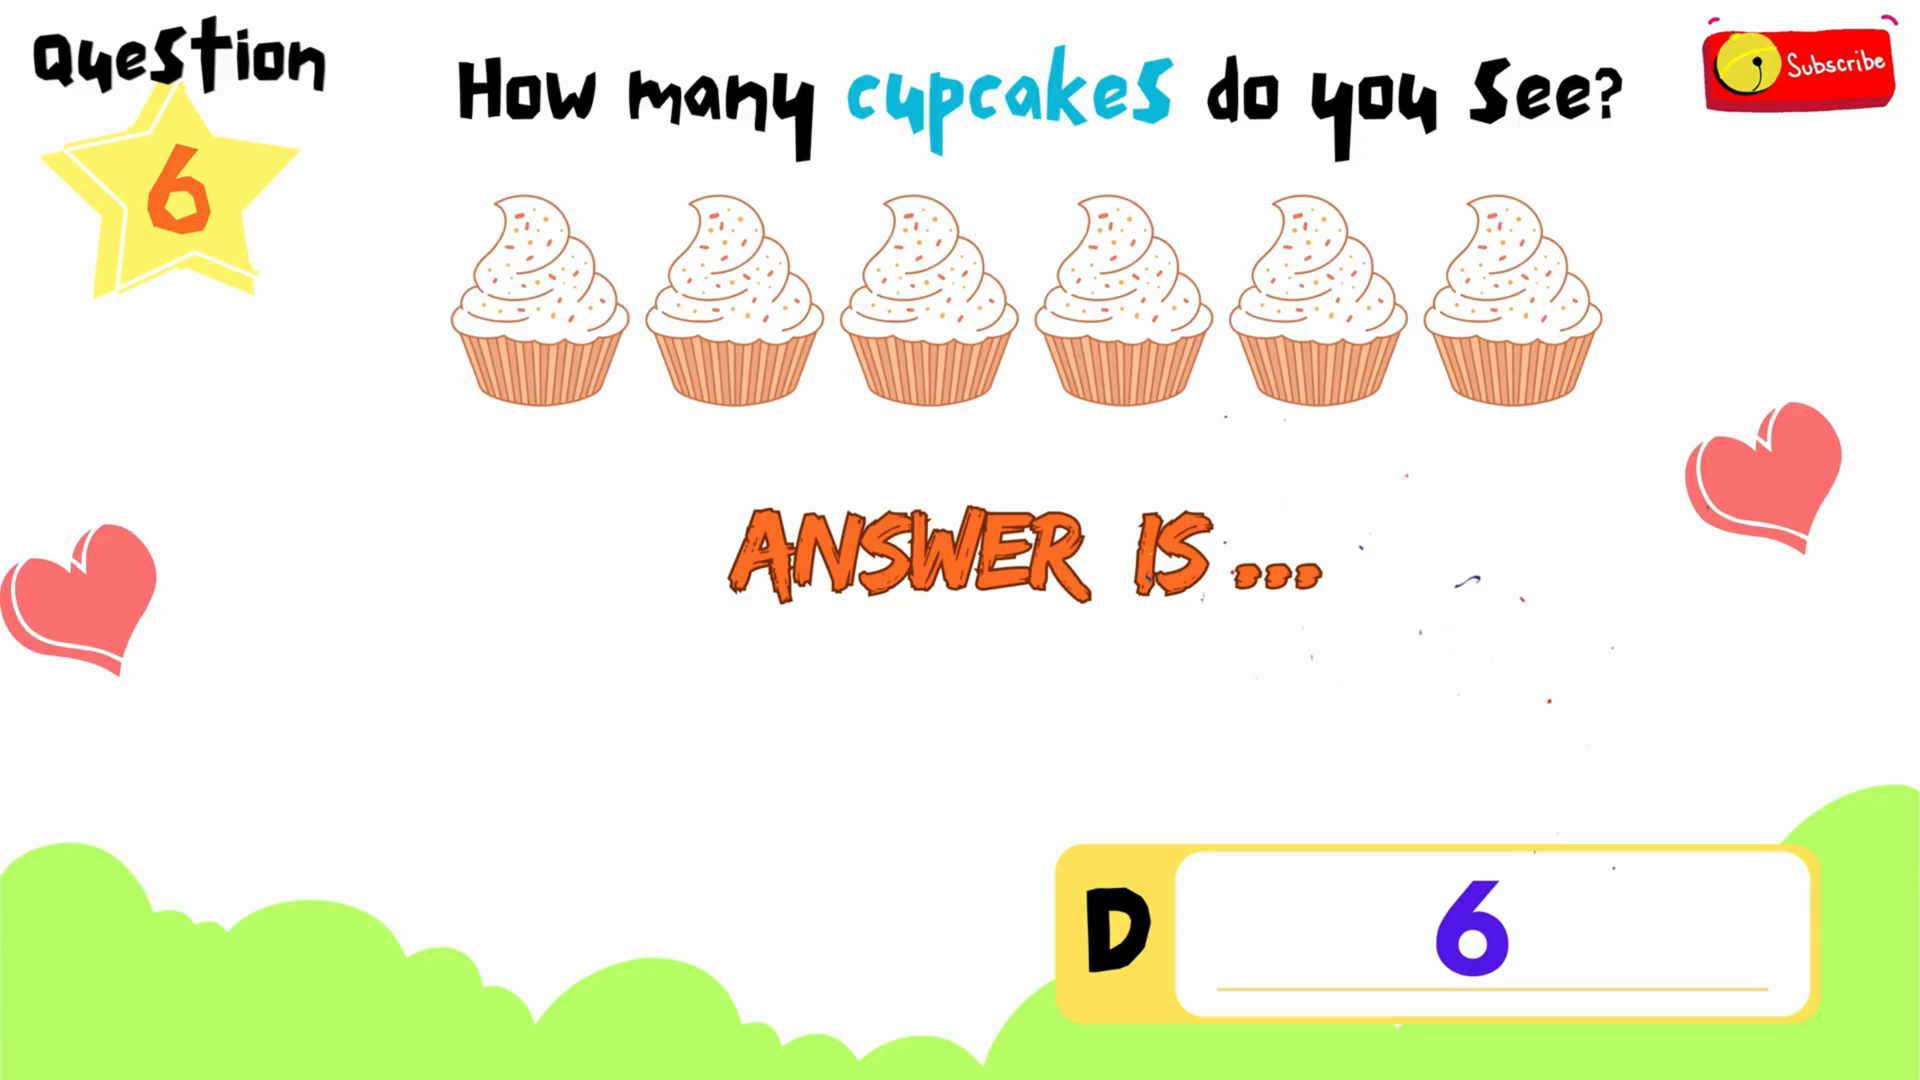 Question
6
How many cupcakes do you see?
Subscribe
ANSWER IS ...
D
6